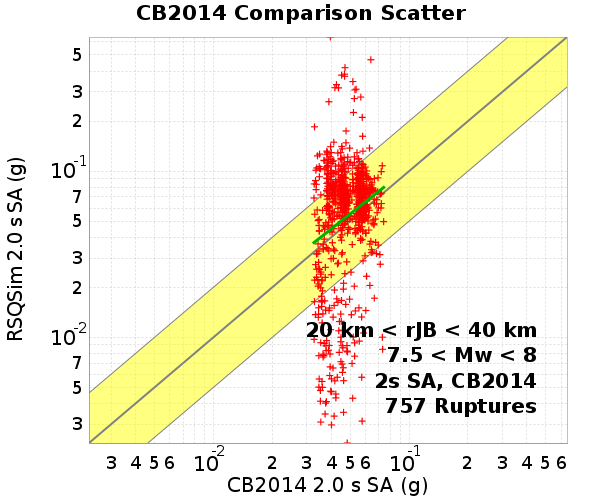 CB2014 Comparison Scatter
RSQSim 2.0 s SA (g)
5
3
2
10-1
7
5
3
2
10-2
7
5
3
20 km < rJB < 40 km
7.5 < Mw < 8
2s SA, CB2014
757 Ruptures
3 4 5 6 10-2 2 3 4 5 6 10-1 2 3 4 5 6
CB2014 2.0 s SA (g)